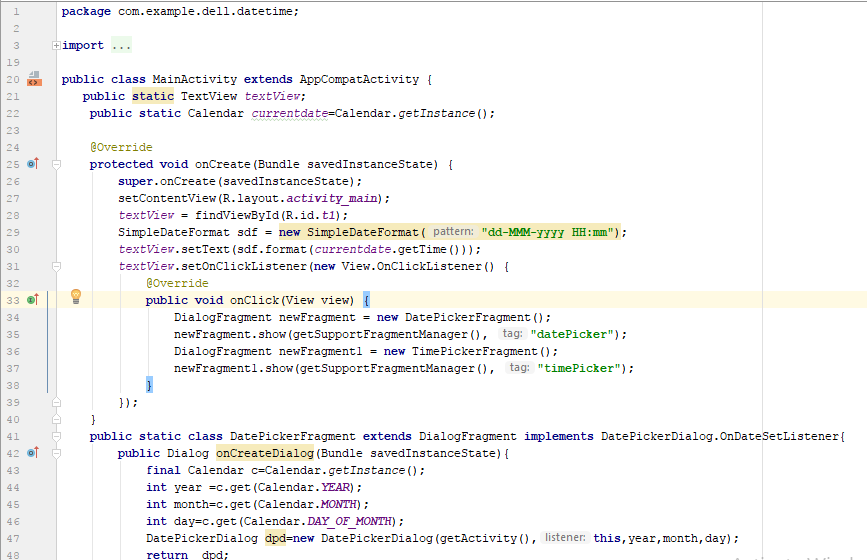 1 package com.example.dell.datetime;
2
3 import ...
19
20 public class MainActivity extends AppCompatActivity {
21 public static TextView textView;
22 public static Calendar currentdate=Calendar.getInstance();
23
24 @Override
25 protected void onCreate(Bundle savedInstanceState) {
26 super.onCreate(savedInstanceState);
27 setContentView(R.layout.activity_main);
28 textView = findViewById(R.id.t1);
29 SimpleDateFormat sdf = new SimpleDateFormat( pattern: "dd-MMM-yyyy HH:mm");
30 textView.setText(sdf.format(currentdate.getTime()));
31 textView.setOnClickListener(new View.OnClickListener() {
32 @Override
33 public void onClick(View view) {
34 DialogFragment newFragment = new DatePickerFragment();
35 newFragment.show(getSupportFragmentManager(), tag: "datePicker");
36 DialogFragment newFragment1 = new TimePickerFragment();
37 newFragment1.show(getSupportFragmentManager(), tag: "timePicker");
38 }
39 });
40 }
41 public static class DatePickerFragment extends DialogFragment implements DatePickerDialog.OnDateSetListener{
42 public Dialog onCreateDialog(Bundle savedInstanceState){
43 final Calendar c=Calendar.getInstance();
44 int year =c.get(Calendar.YEAR);
45 int month=c.get(Calendar.MONTH);
46 int day=c.get(Calendar.DAY_OF_MONTH);
47 DatePickerDialog dpd=new DatePickerDialog(getActivity(), listener: this,year,month,day);
48 return dpd;